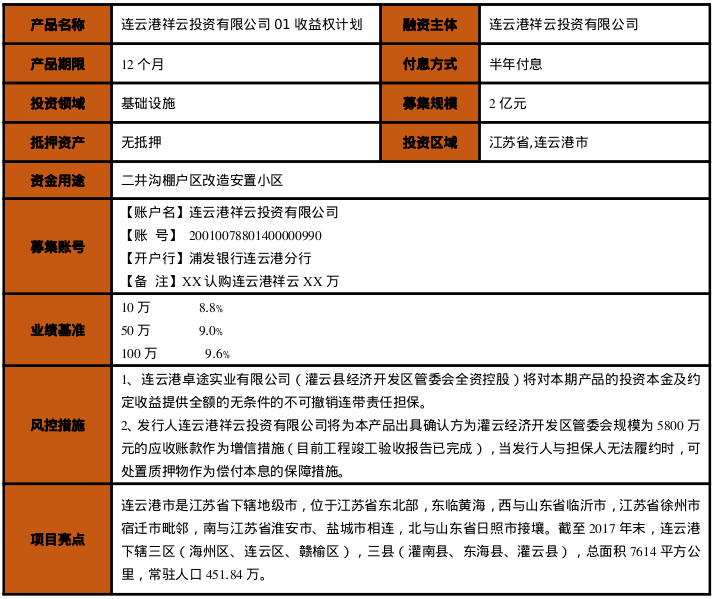 产品名称 连云港祥云投资有限公司 01 收益权计划 融资主体 连云港祥云投资有限公司
产品期限 12 个月 付息方式 半年付息
投资领域 基础设施 募集规模 2 亿元
抵押资产 无抵押 投资区域 江苏省,连云港市
资金用途 二井沟棚户区改造安置小区
募集账号
【账户名】连云港祥云投资有限公司
【账 号】 20010078801400000990
【开户行】浦发银行连云港分行
【备 注】XX 认购连云港祥云 XX 万
业绩基准
10 万 8.8%
50 万 9.0%
100 万 9.6%
风控措施
1、连云港卓途实业有限公司（灌云县经济开发区管委会全资控股）将对本期产品的投资本金及约
定收益提供全额的无条件的不可撤销连带责任担保。
2、发行人连云港祥云投资有限公司将为本产品出具确认方为灌云经济开发区管委会规模为 5800 万
元的应收账款作为增信措施（目前工程竣工验收报告已完成），当发行人与担保人无法履约时，可
处置质押物作为偿付本息的保障措施。
项目亮点
连云港市是江苏省下辖地级市，位于江苏省东北部，东临黄海，西与山东省临沂市，江苏省徐州市
宿迁市毗邻，南与江苏省淮安市、盐城市相连，北与山东省日照市接壤。截至 2017 年末，连云港
下辖三区（海州区、连云区、赣榆区），三县（灌南县、东海县、灌云县），总面积 7614 平方公
里，常驻人口 451.84 万。